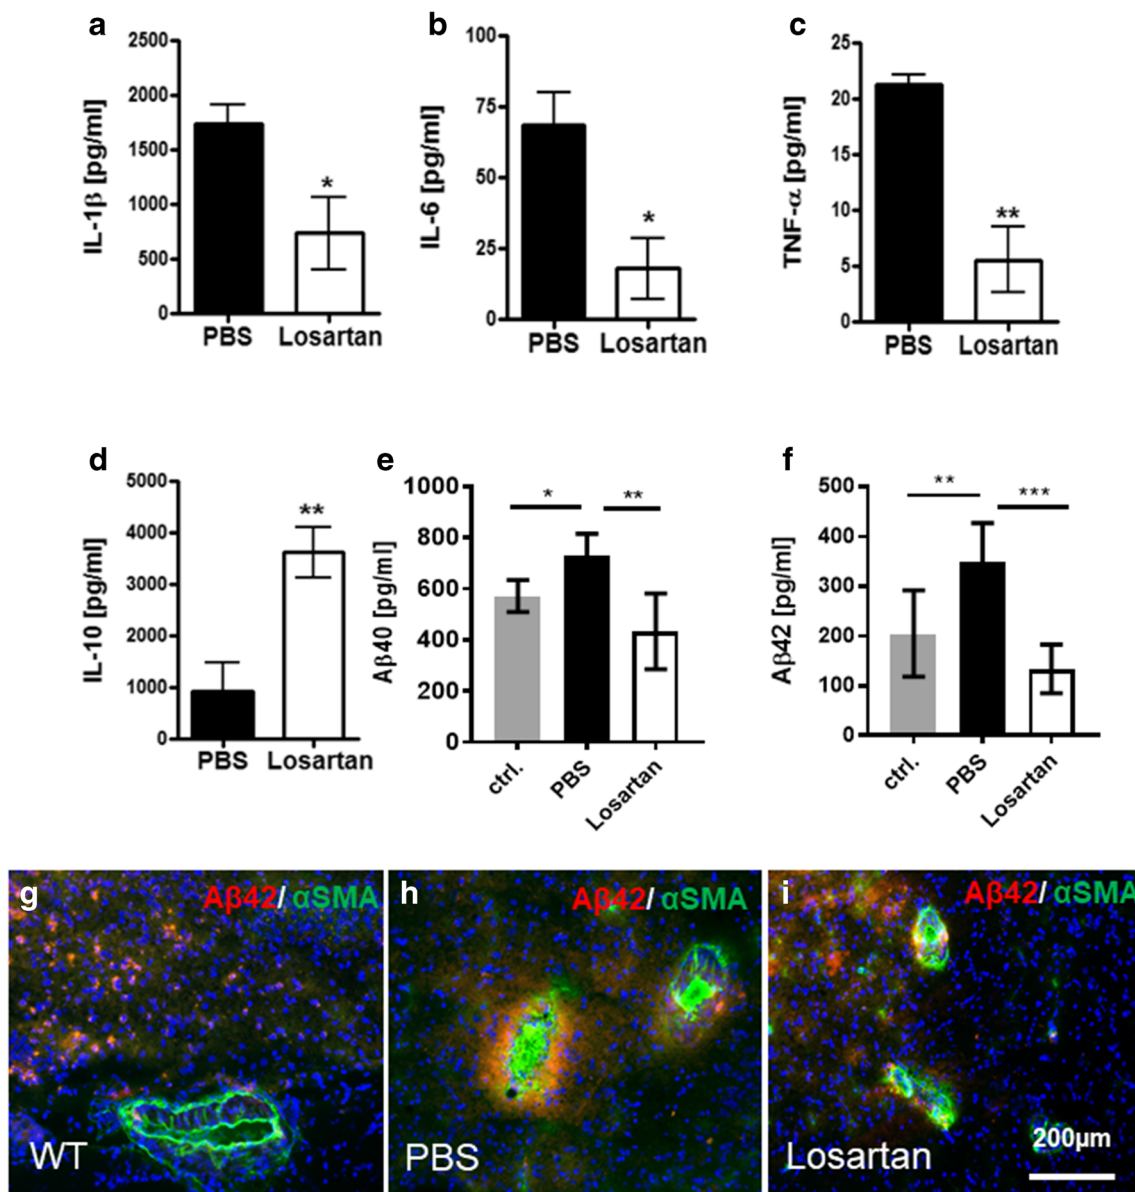 a
b
c
IL-1β [pg/ml]
2500
2000
1500
1000
500
0
*
PBS Losartan
IL-6 [pg/ml]
100
75
50
25
0
*
PBS Losartan
TNF-α [pg/ml]
25
20
15
10
5
0
**
PBS Losartan
d
e
f
IL-10 [pg/ml]
5000
4000
3000
2000
1000
0
**
PBS Losartan
Aβ40 [pg/ml]
1000
800
600
400
200
0
* **
ctrl. PBS Losartan
Aβ42 [pg/ml]
500
400
300
200
100
0
** ***
ctrl. PBS Losartan
g Aβ42/ αSMA
WT
h Aβ42/ αSMA
PBS
i Aβ42/ αSMA
Losartan
200µm